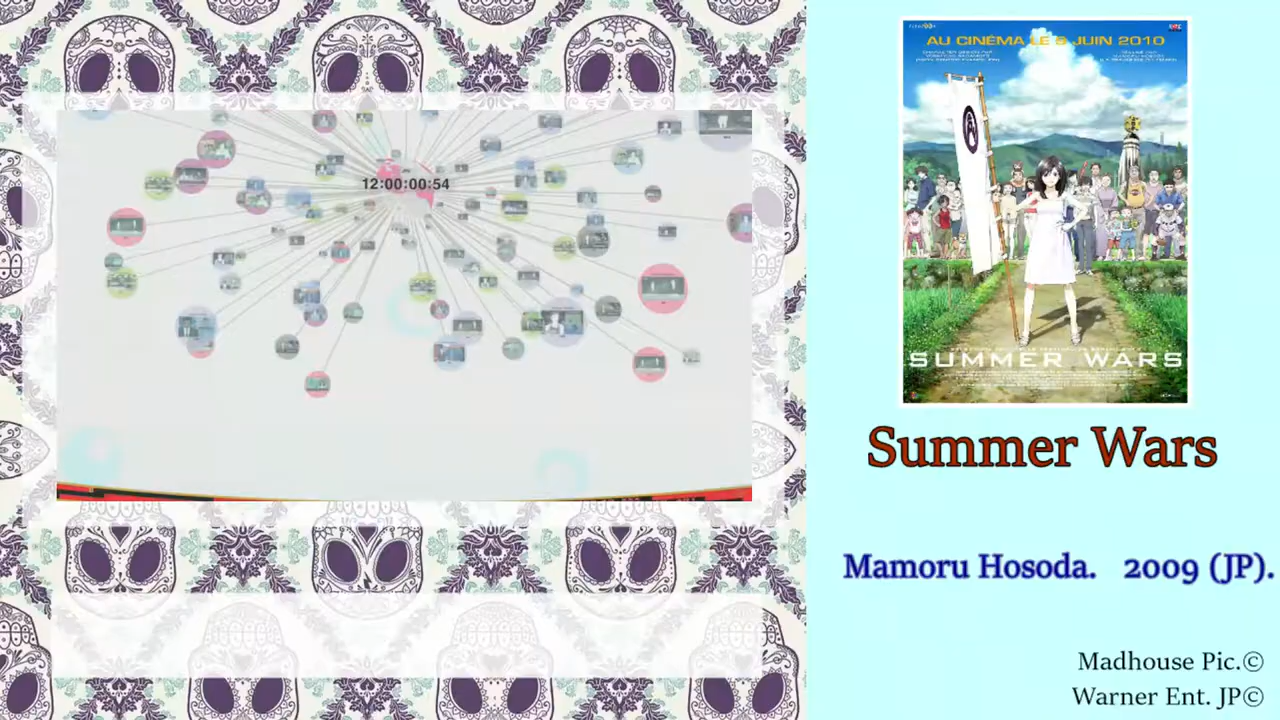 12:00:00:54
AU CINÉMA LE 9 JUIN 2010
SUMMER WARS
Summer Wars
Mamoru Hosoda. 2009 (JP).
Madhouse Pic.©
Warner Ent. JP©